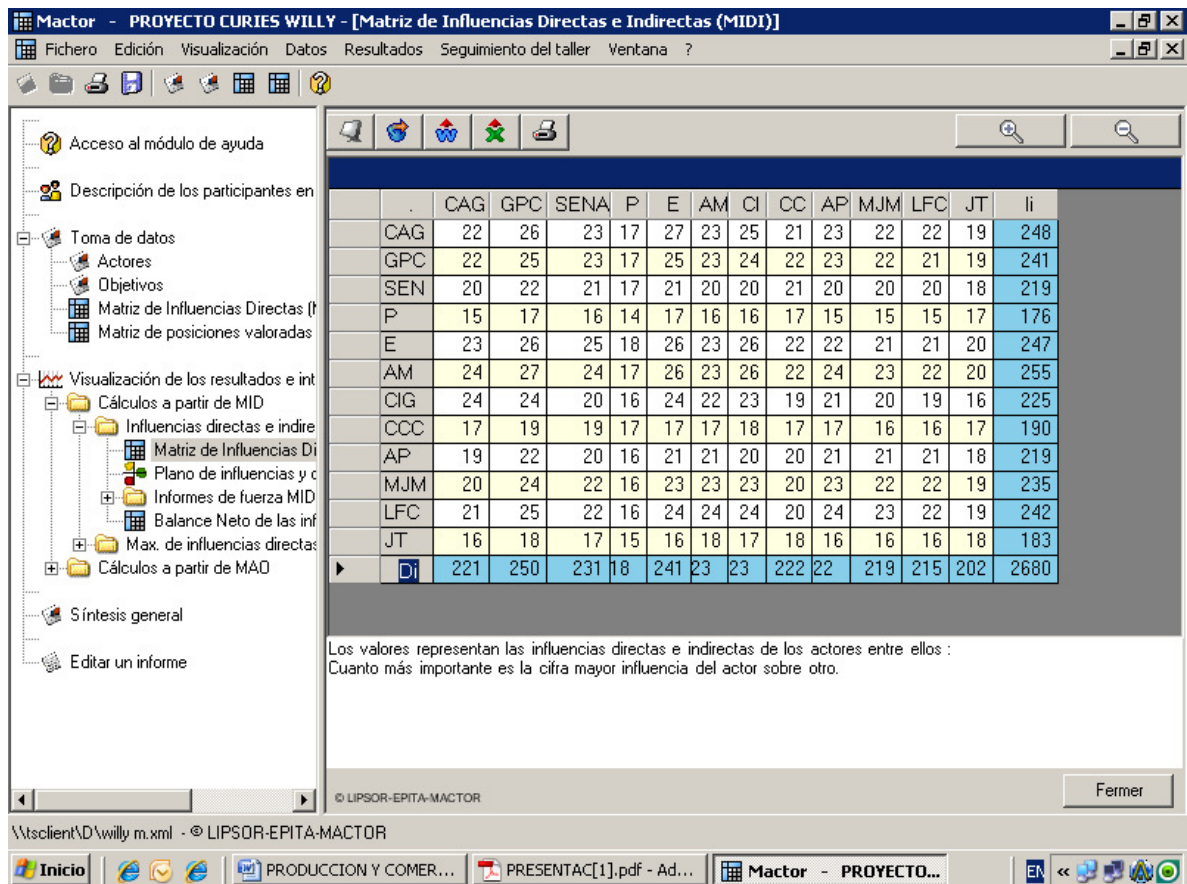 Mactor - PROYECTO CURIES WILLY - [Matriz de Influencias Directas e Indirectas (MIDI)]
Fichero Edición Visualización Datos Resultados Seguimiento del taller Ventana ?
Acceso al módulo de ayuda
Descripción de los participantes en
Toma de datos
Actores
Objetivos
Matriz de Influencias Directas (
Matriz de posiciones valoradas
Visualización de los resultados e int
Cálculos a partir de MID
Influencias directas e indire
Matriz de Influencias Di
Plano de influencias y
Informes de fuerza MID
Balance Neto de las inf
Max. de influencias directas
Cálculos a partir de MAO
Síntesis general
Editar un informe
. CAG GPC SENA P E AM CI CC AP MJM LFC JT Ii
CAG 22 26 23 17 27 23 25 21 23 22 22 19 248
GPC 22 25 23 17 25 23 24 22 23 22 21 19 241
SEN 20 22 21 17 21 20 20 21 20 20 20 18 219
P 15 17 16 14 17 16 16 17 15 15 15 17 176
E 23 26 25 18 26 23 26 22 22 21 21 20 247
AM 24 27 24 17 26 23 26 22 24 23 22 20 255
CIG 24 24 20 16 24 22 23 19 21 20 19 16 225
CCC 17 19 19 17 17 17 18 17 17 16 16 17 190
AP 19 22 20 16 21 21 20 20 21 21 21 18 219
MJM 20 24 22 16 23 23 23 20 23 22 22 19 235
LFC 21 25 22 16 24 24 24 20 24 23 22 19 242
JT 16 18 17 15 16 18 17 18 16 16 16 18 183
Di 221 250 231 18 241 23 23 222 22 219 215 202 2680
Los valores representan las influencias directas e indirectas de los actores entre ellos :
Cuanto más importante es la cifra mayor influencia del actor sobre otro.
© LIPSOR-EPITA-MACTOR
Fermer
\\tsclient\D\willy m.xml - © LIPSOR-EPITA-MACTOR
Inicio PRODUCCION Y COMER... PRESENTAC[1].pdf - Ad... Mactor - PROYECTO... EN «